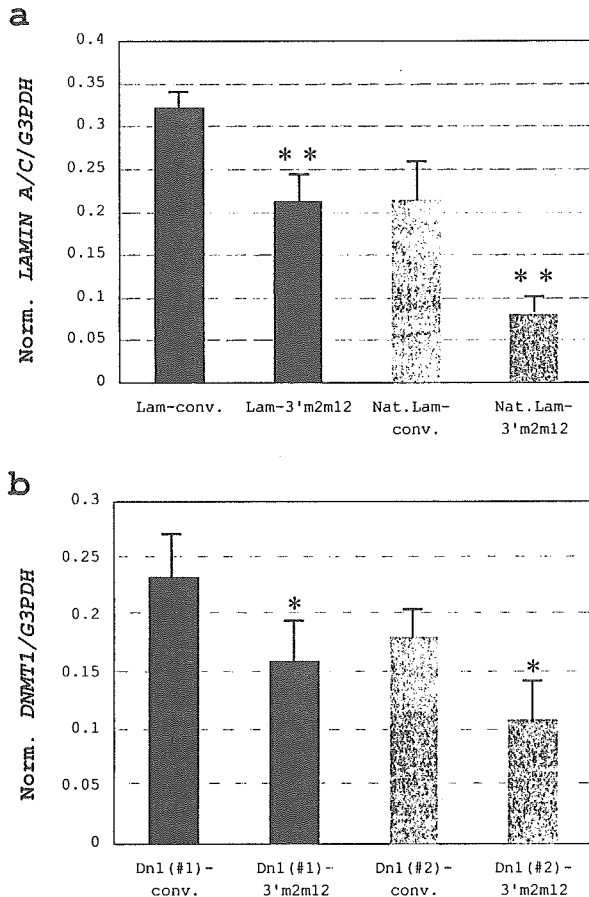 a
Norm. LAMIN A/C/G3PDH
0.4
0.35
0.3
0.25
0.2
0.15
0.1
0.05
0
* *
* *
Lam-conv.
Lam-3'm2m12
Nat.Lam-
conv.
Nat.Lam-
3'm2m12
b
Norm. DNMT1/G3PDH
0.3
0.25
0.2
0.15
0.1
0.05
0
*
*
Dn1(#1)-
conv.
Dn1(#1)-
3'm2m12
Dn1(#2)-
conv.
Dn1(#2)-
3'm2m12